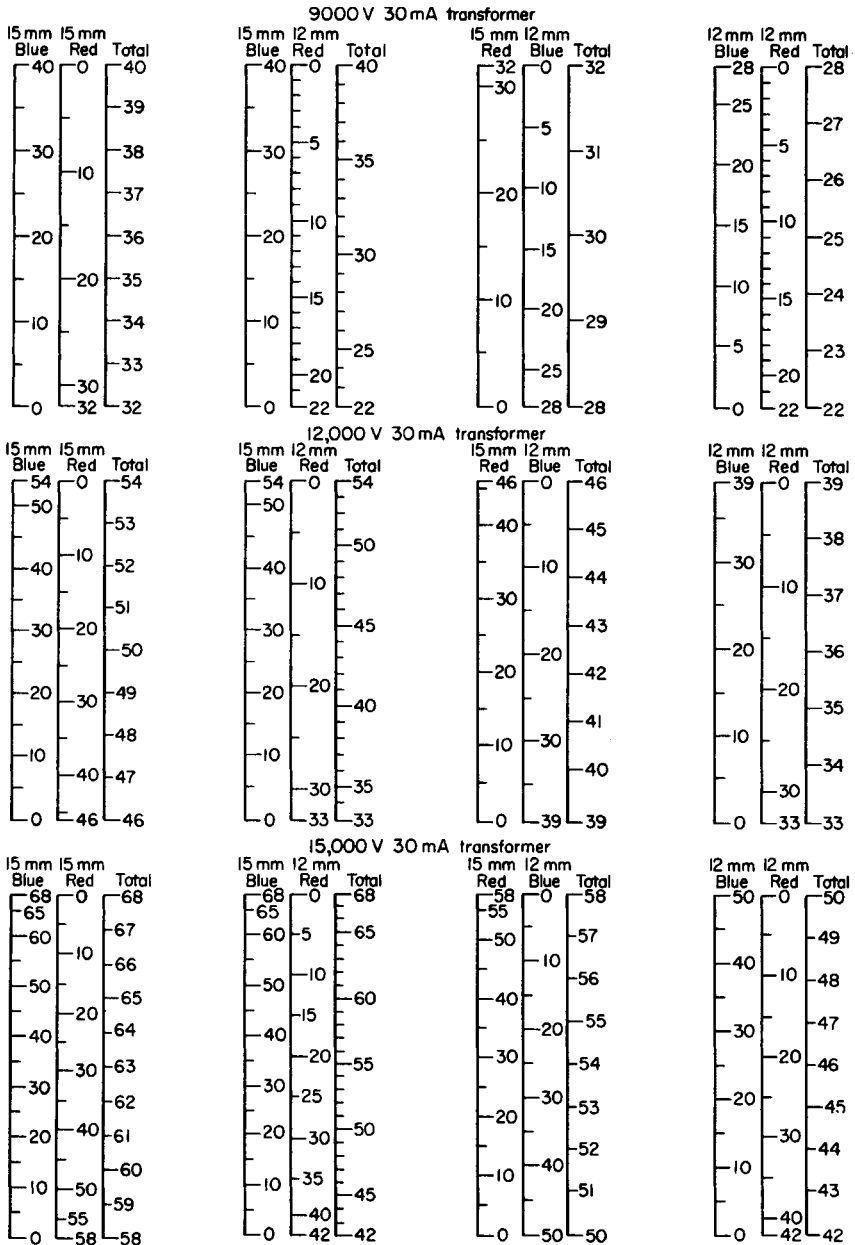 9000 V 30 mA transformer
15 mm 15 mm
Blue Red Total
40 30 20 10 0
0 10 20 30 32
40 39 38 37 36 35 34 33 32
15 mm 12 mm
Blue Red Total
40 30 20 10 0
0 5 10 15 20 22
40 35 30 25 22
15 mm 12 mm
Red Blue Total
32 30 20 10 0
0 5 10 15 20 25 28
32 31 30 29 28
12 mm 12 mm
Blue Red Total
28 25 20 15 10 5 0
0 5 10 15 20 22
28 27 26 25 24 23 22
12,000 V 30 mA transformer
15 mm 15 mm
Blue Red Total
54 50 40 30 20 10 0
0 10 20 30 40 46
54 53 52 51 50 49 48 47 46
15 mm 12 mm
Blue Red Total
54 50 40 30 20 10 0
0 10 20 30 33
54 50 45 40 35 33
15 mm 12 mm
Red Blue Total
46 40 30 20 10 0
0 10 20 30 39
46 45 44 43 42 41 40 39
12 mm 12 mm
Blue Red Total
39 30 20 10 0
0 10 20 30 33
39 38 37 36 35 34 33
15,000 V 30 mA transformer
15 mm 15 mm
Blue Red Total
68 65 60 50 40 30 20 10 0
0 10 20 30 40 50 55 58
68 67 66 65 64 63 62 61 60 59 58
15 mm 12 mm
Blue Red Total
68 65 60 50 40 30 20 10 0
0 5 10 15 20 25 30 35 40 42
68 65 60 55 50 45 42
15 mm 12 mm
Red Blue Total
58 55 50 40 30 20 10 0
0 10 20 30 40 50
58 57 56 55 54 53 52 51 50
12 mm 12 mm
Blue Red Total
50 40 30 20 10 0
0 10 20 30 40 42
50 49 48 47 46 45 44 43 42